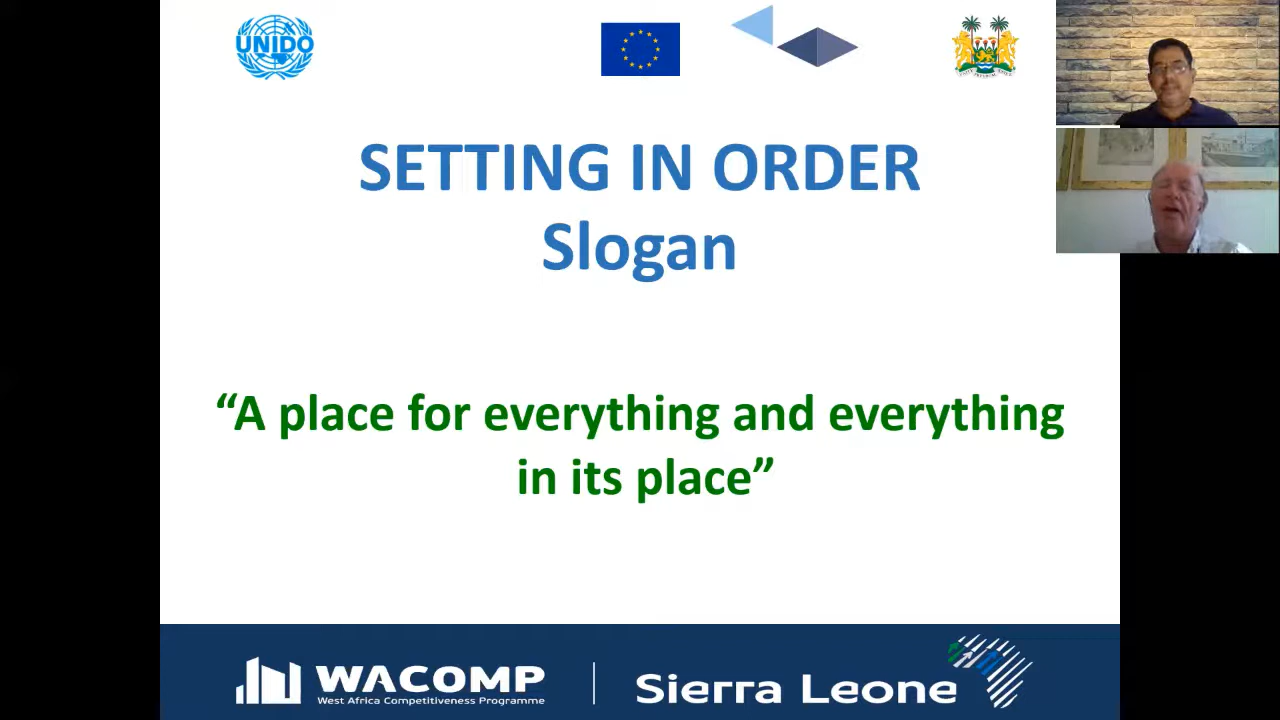 UNIDO
SETTING IN ORDER
Slogan
“A place for everything and everything
in its place”
WACOMP
West Africa Competitiveness Programme
Sierra Leone